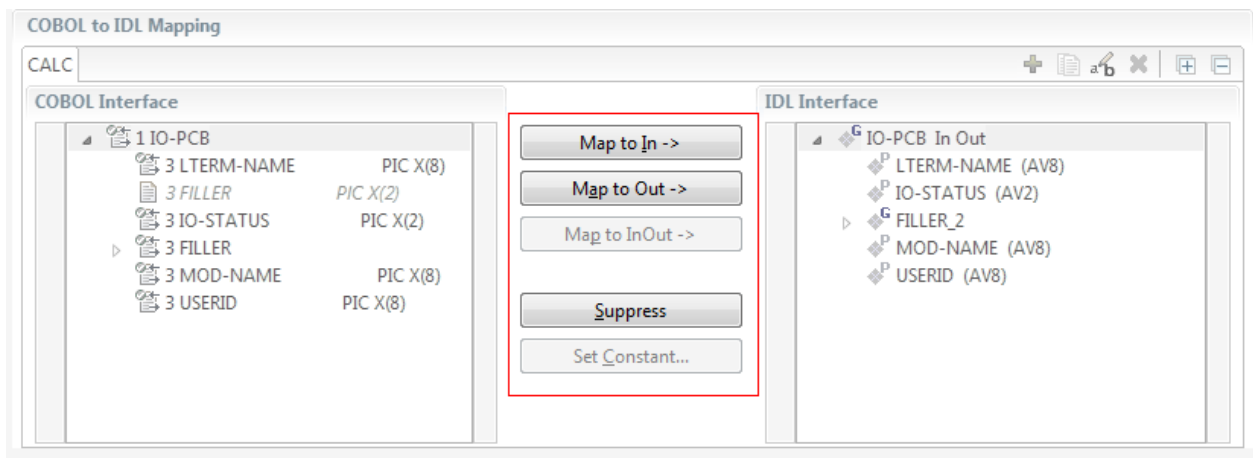 COBOL to IDL Mapping
CALC
COBOL Interface
1 IO-PCB
3 LTERM-NAME PIC X(8)
3 FILLER PIC X(2)
3 IO-STATUS PIC X(2)
3 FILLER
3 MOD-NAME PIC X(8)
3 USERID PIC X(8)
Map to In ->
Map to Out ->
Map to InOut ->
Suppress
Set Constant...
IDL Interface
IO-PCB In Out
LTERM-NAME (AV8)
IO-STATUS (AV2)
FILLER_2
MOD-NAME (AV8)
USERID (AV8)